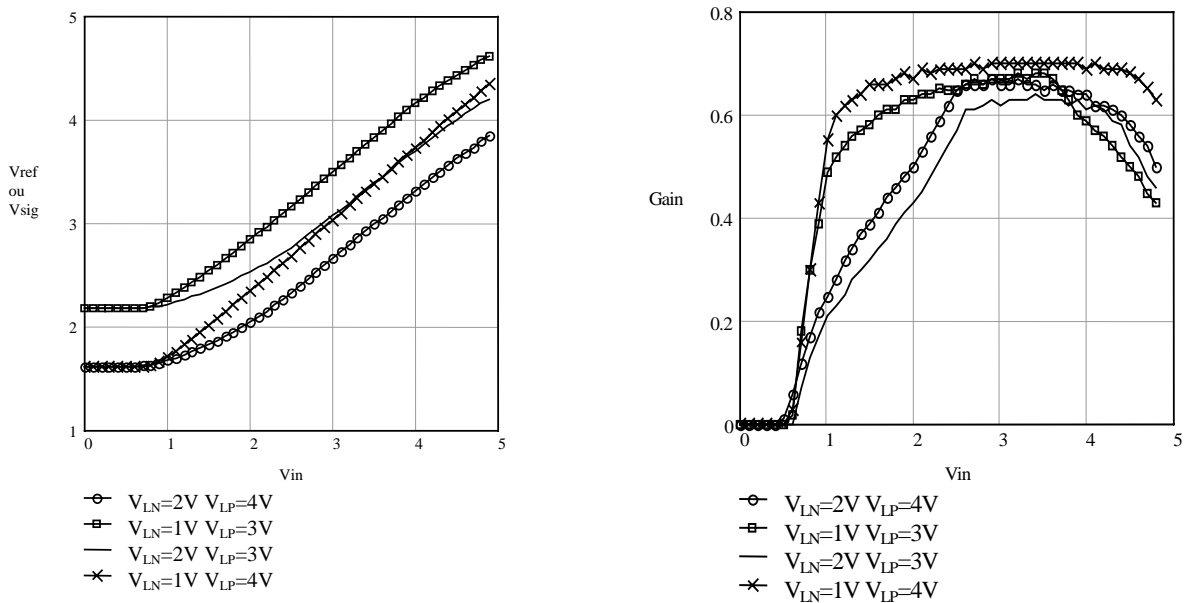 5
4
3
2
1
Vref
ou
Vsig
0
1
2
3
4
5
Vin
V_LN=2V V_LP=4V
V_LN=1V V_LP=3V
V_LN=2V V_LP=3V
V_LN=1V V_LP=4V
0.8
0.6
0.4
0.2
0
Gain
0
1
2
3
4
5
Vin
V_LN=2V V_LP=4V
V_LN=1V V_LP=3V
V_LN=2V V_LP=3V
V_LN=1V V_LP=4V